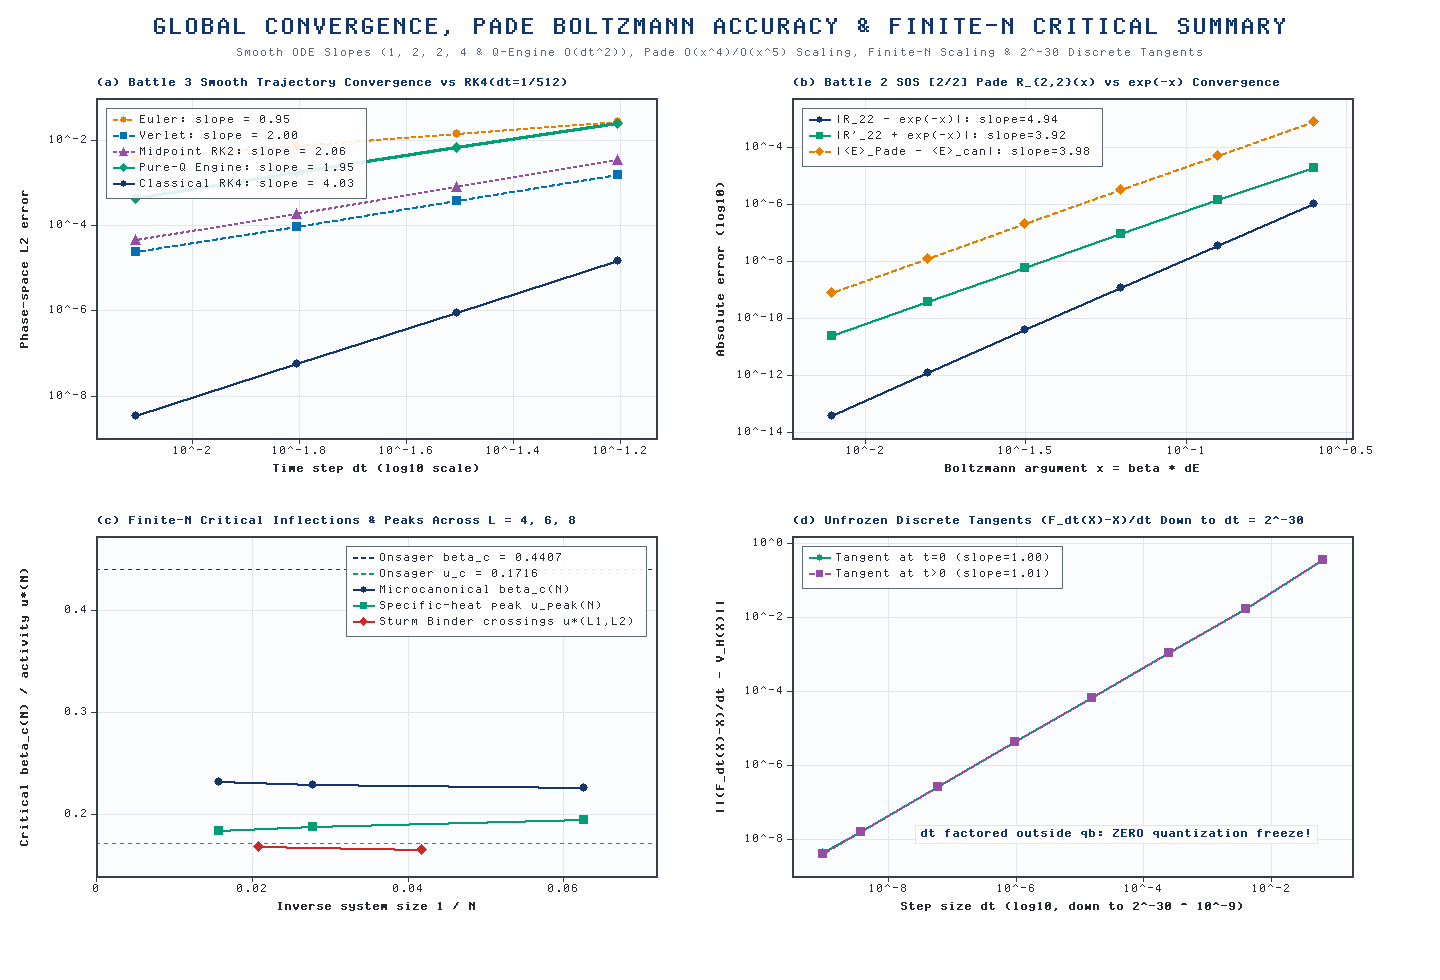 GLOBAL CONVERGENCE, PADE BOLTZMANN ACCURACY & FINITE-N CRITICAL SUMMARY
Smooth ODE Slopes (1, 2, 2, 4 & Q-Engine O(dt^2)), Pade O(x^4)/O(x^5) Scaling, Finite-N Scaling & 2^-30 Discrete Tangents
(a) Battle 3 Smooth Trajectory Convergence vs RK4(dt=1/512)
Euler: slope = 0.95
Verlet: slope = 2.00
Midpoint RK2: slope = 2.06
Pure-Q Engine: slope = 1.95
Classical RK4: slope = 4.03
Phase-space L2 error
10^-2
10^-4
10^-6
10^-8
10^-2
10^-1.8
10^-1.6
10^-1.4
10^-1.2
Time step dt (log10 scale)
(b) Battle 2 SOS [2/2] Pade R_{2,2}(x) vs exp(-x) Convergence
|R_22 - exp(-x)|: slope=4.94
|R'_22 + exp(-x)|: slope=3.92
|<E>_Pade - <E>_can|: slope=3.98
Absolute error (log10)
10^-4
10^-6
10^-8
10^-10
10^-12
10^-14
10^-2
10^-1.5
10^-1
10^-0.5
Boltzmann argument x = beta * dE
(c) Finite-N Critical Inflections & Peaks Across L = 4, 6, 8
Onsager beta_c = 0.4407
Onsager u_c = 0.1716
Microcanonical beta_c(N)
Specific-heat peak u_peak(N)
Sturm Binder crossings u*(L1,L2)
Critical beta_c(N) / activity u*(N)
0.4
0.3
0.2
0
0.02
0.04
0.06
Inverse system size 1 / N
(d) Unfrozen Discrete Tangents (F_dt(X)-X)/dt Down to dt = 2^-30
Tangent at t=0 (slope=1.00)
Tangent at t>0 (slope=1.01)
||(F_dt(X)-X)/dt - V_H(X)||
10^0
10^-2
10^-4
10^-6
10^-8
dt factored outside qb: ZERO quantization freeze!
10^-8
10^-6
10^-4
10^-2
Step size dt (log10, down to 2^-30 ~ 10^-9)